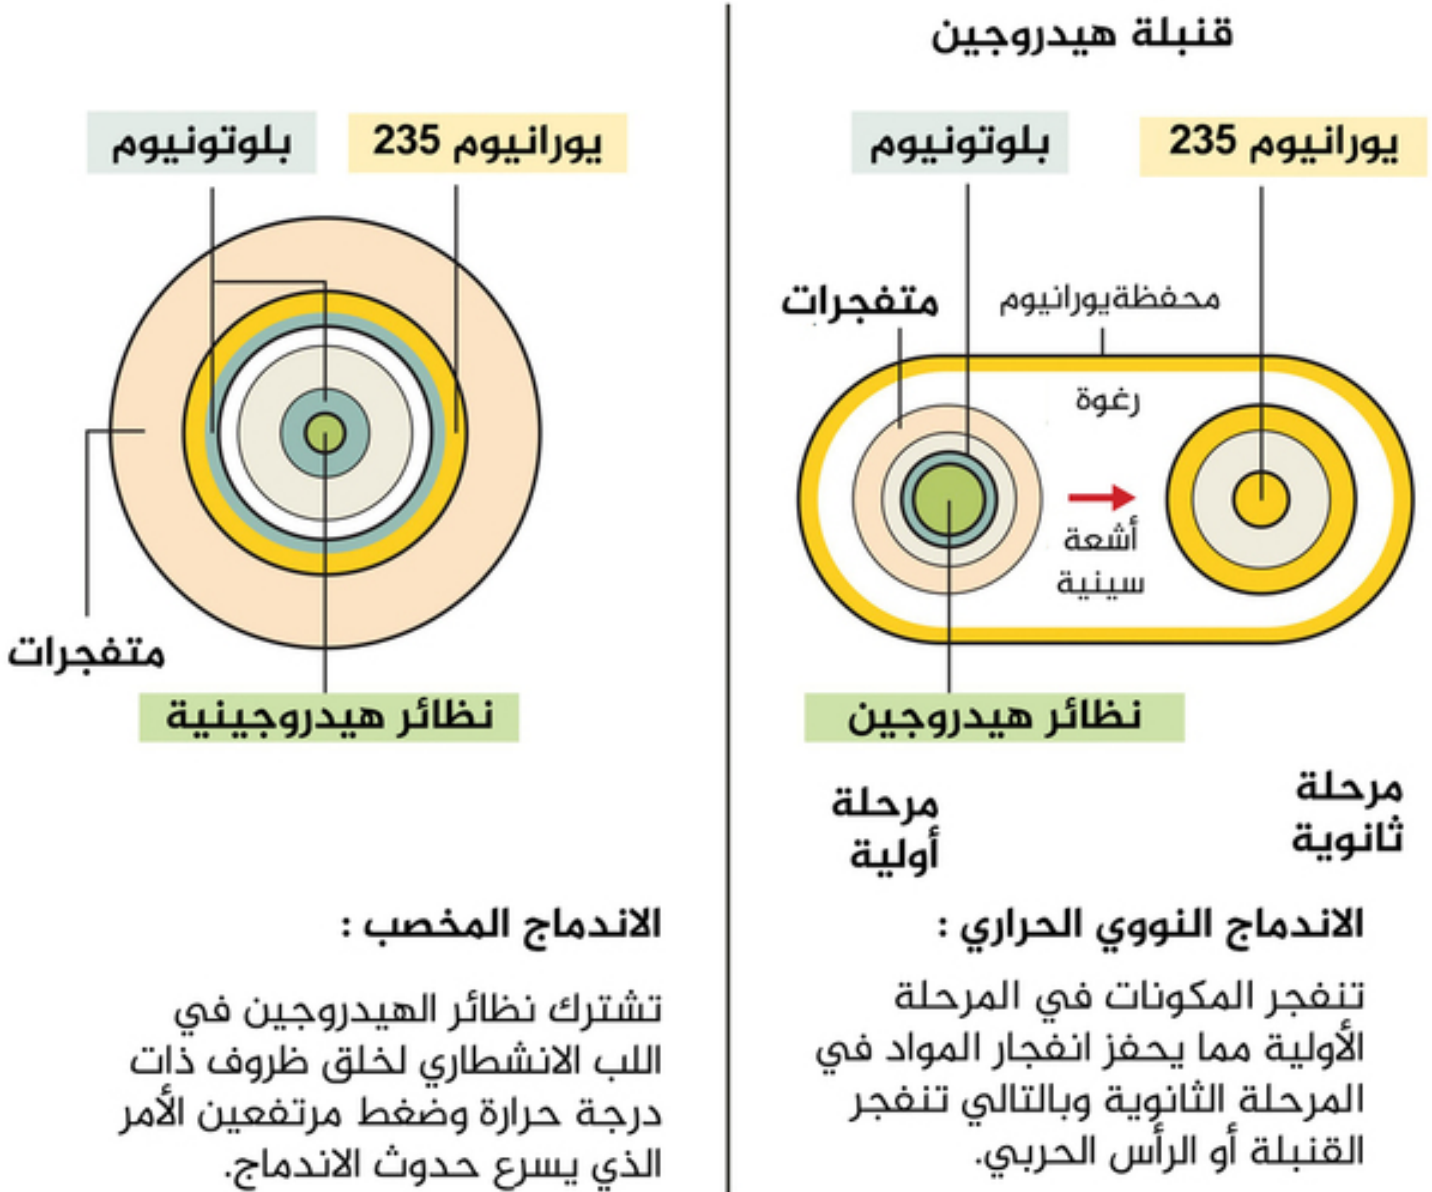 قنبلة هيدروجين
يورانيوم 235
بلوتونيوم
متفجرات
محفظة يورانيوم
رغوة
أشعة
سينية
نظائر هيدروجين
مرحلة
ثانوية
مرحلة
أولية
الاندماج النووي الحراري :
تنفجر المكونات في المرحلة
الأولية مما يحفز انفجار المواد في
المرحلة الثانوية وبالتالي تنفجر
القنبلة أو الرأس الحربي.
يورانيوم 235
بلوتونيوم
متفجرات
نظائر هيدروجينية
الاندماج المخصب :
تشترك نظائر الهيدروجين في
اللب الانشطاري لخلق ظروف ذات
درجة حرارة وضغط مرتفعين الأمر
الذي يسرع حدوث الاندماج.